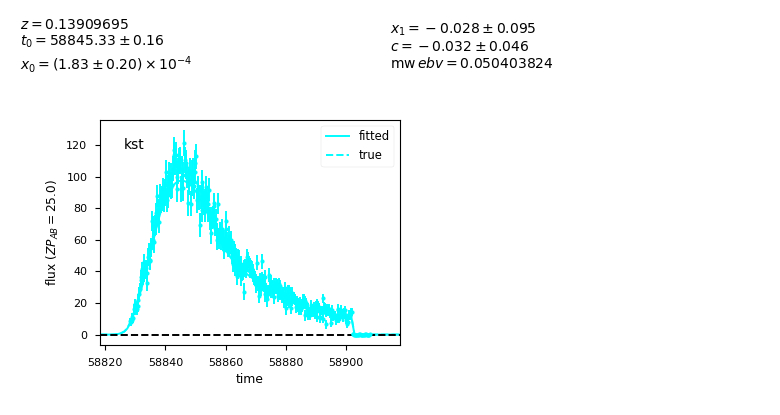 z = 0.13909695
t₀ = 58845.33 ± 0.16
x₀ = (1.83 ± 0.20) × 10⁻⁴
x₁ = −0.028 ± 0.095
c = −0.032 ± 0.046
mw ebv = 0.050403824
kst
fitted
true
flux (ZP_AB = 25.0)
120
100
80
60
40
20
0
58820 58840 58860 58880 58900
time